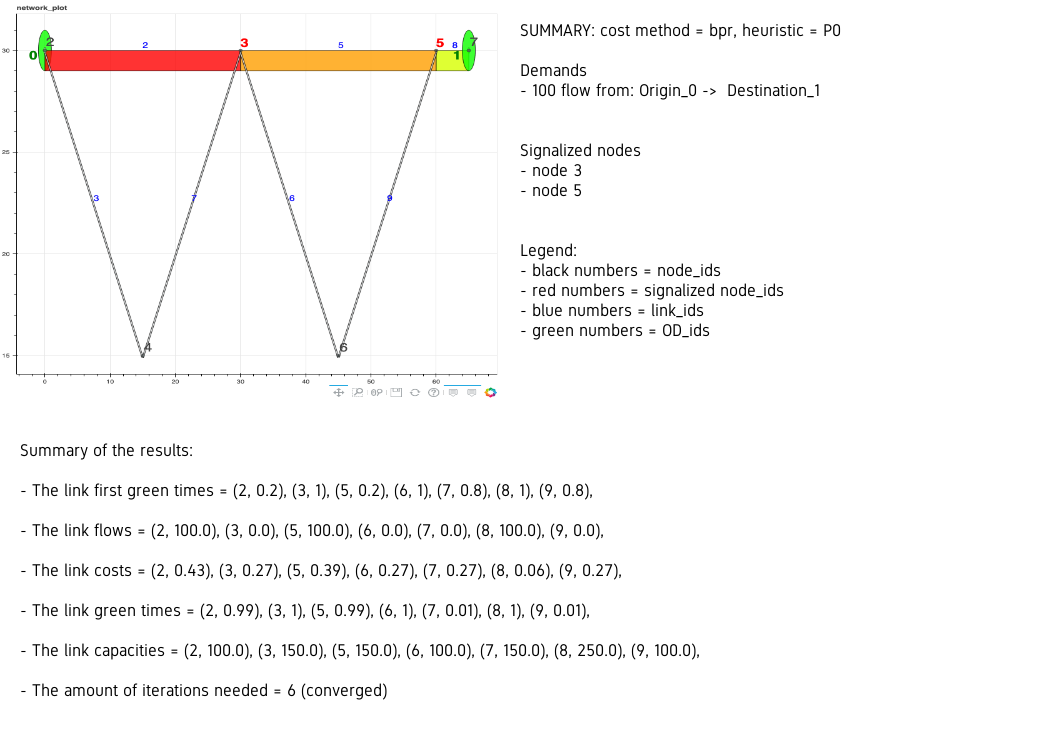 network_plot
2
0
2
3
5
5
8
1
7
30
25
20
15
3
7
6
9
4
6
0
10
20
30
40
50
60
SUMMARY: cost method = bpr, heuristic = P0
Demands
- 100 flow from: Origin_0 -> Destination_1
Signalized nodes
- node 3
- node 5
Legend:
- black numbers = node_ids
- red numbers = signalized node_ids
- blue numbers = link_ids
- green numbers = OD_ids
Summary of the results:
- The link first green times = (2, 0.2), (3, 1), (5, 0.2), (6, 1), (7, 0.8), (8, 1), (9, 0.8),
- The link flows = (2, 100.0), (3, 0.0), (5, 100.0), (6, 0.0), (7, 0.0), (8, 100.0), (9, 0.0),
- The link costs = (2, 0.43), (3, 0.27), (5, 0.39), (6, 0.27), (7, 0.27), (8, 0.06), (9, 0.27),
- The link green times = (2, 0.99), (3, 1), (5, 0.99), (6, 1), (7, 0.01), (8, 1), (9, 0.01),
- The link capacities = (2, 100.0), (3, 150.0), (5, 150.0), (6, 100.0), (7, 150.0), (8, 250.0), (9, 100.0),
- The amount of iterations needed = 6 (converged)